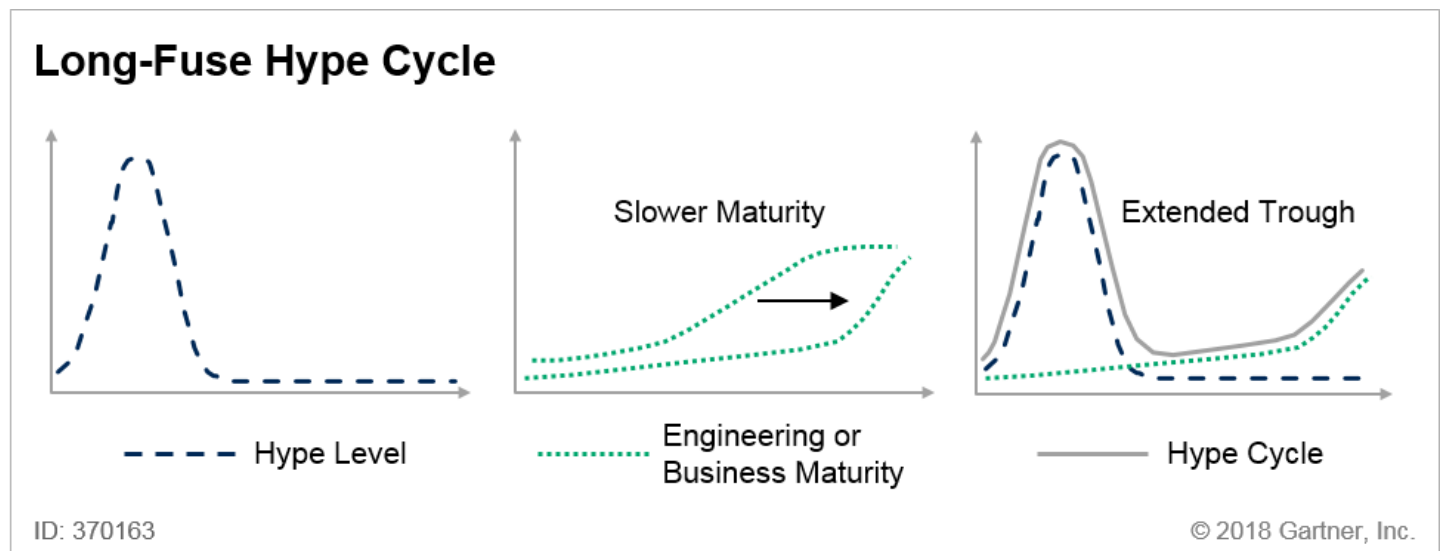 Long-Fuse Hype Cycle
Slower Maturity
Extended Trough
Hype Level
Engineering or
Business Maturity
Hype Cycle
ID: 370163
© 2018 Gartner, Inc.